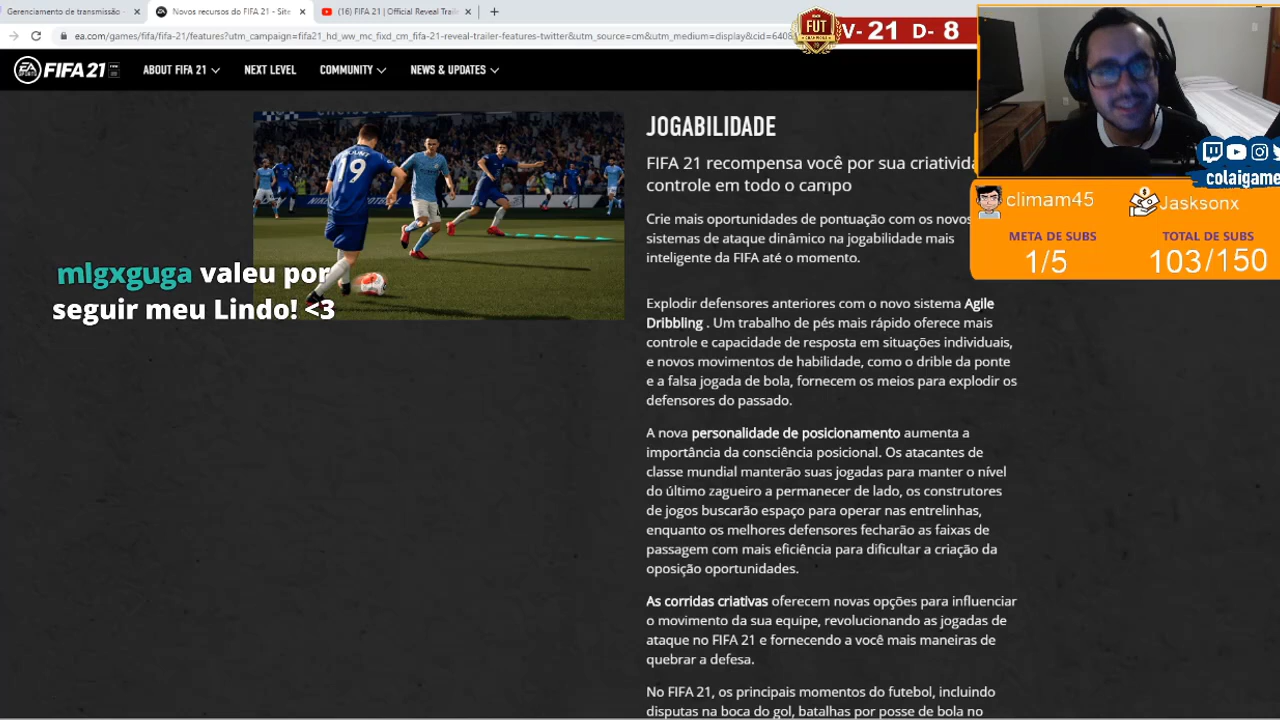 Gerenciamento de transmissão
Novos recursos do FIFA 21 - Site
(16) FIFA 21 | Official Reveal Traile
ea.com/games/fifa/fifa-21/features?utm_campaign=fifa21_hd_ww_mc_fixd_cm_fifa-21-reveal-trailer-features-twitter&utm_source=cm&utm_medium=display&cid=640
FUT
V- 21 D- 8
EA SPORTS FIFA 21
ABOUT FIFA 21
NEXT LEVEL
COMMUNITY
NEWS & UPDATES
MOUNT
19
JOGABILIDADE
FIFA 21 recompensa você por sua criativida
controle em todo o campo
Crie mais oportunidades de pontuação com os novos
sistemas de ataque dinâmico na jogabilidade mais
inteligente da FIFA até o momento.
mlgxguga valeu por
seguir meu Lindo! <3
Explodir defensores anteriores com o novo sistema Agile
Dribbling . Um trabalho de pés mais rápido oferece mais
controle e capacidade de resposta em situações individuais,
e novos movimentos de habilidade, como o drible da ponte
e a falsa jogada de bola, fornecem os meios para explodir os
defensores do passado.
A nova personalidade de posicionamento aumenta a
importância da consciência posicional. Os atacantes de
classe mundial manterão suas jogadas para manter o nível
do último zagueiro a permanecer de lado, os construtores
de jogos buscarão espaço para operar nas entrelinhas,
enquanto os melhores defensores fecharão as faixas de
passagem com mais eficiência para dificultar a criação da
oposição oportunidades.
As corridas criativas oferecem novas opções para influenciar
o movimento da sua equipe, revolucionando as jogadas de
ataque no FIFA 21 e fornecendo a você mais maneiras de
quebrar a defesa.
No FIFA 21, os principais momentos do futebol, incluindo
disputas na boca do gol, batalhas por posse de bola no
colaigame
climam45
Jasksonx
META DE SUBS
TOTAL DE SUBS
1/5
103/150